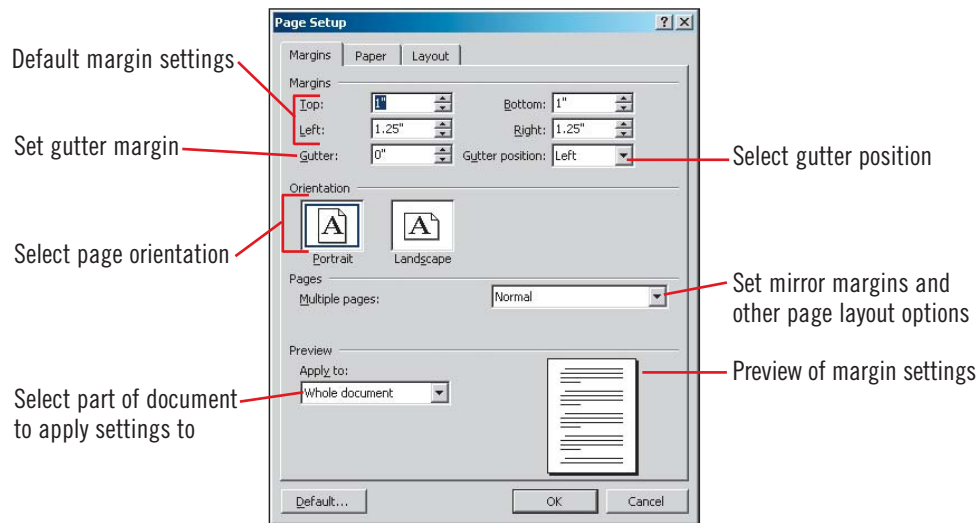 Page Setup
Margins Paper Layout
Default margin settings
Margins
Top: 1" Bottom: 1"
Left: 1.25" Right: 1.25"
Set gutter margin
Gutter: 0" Gutter position: Left
Select gutter position
Orientation
A A
Select page orientation
Portrait Landscape
Pages
Multiple pages: Normal
Set mirror margins and
other page layout options
Preview
Apply to:
Whole document
Preview of margin settings
Select part of document
to apply settings to
Default... OK Cancel